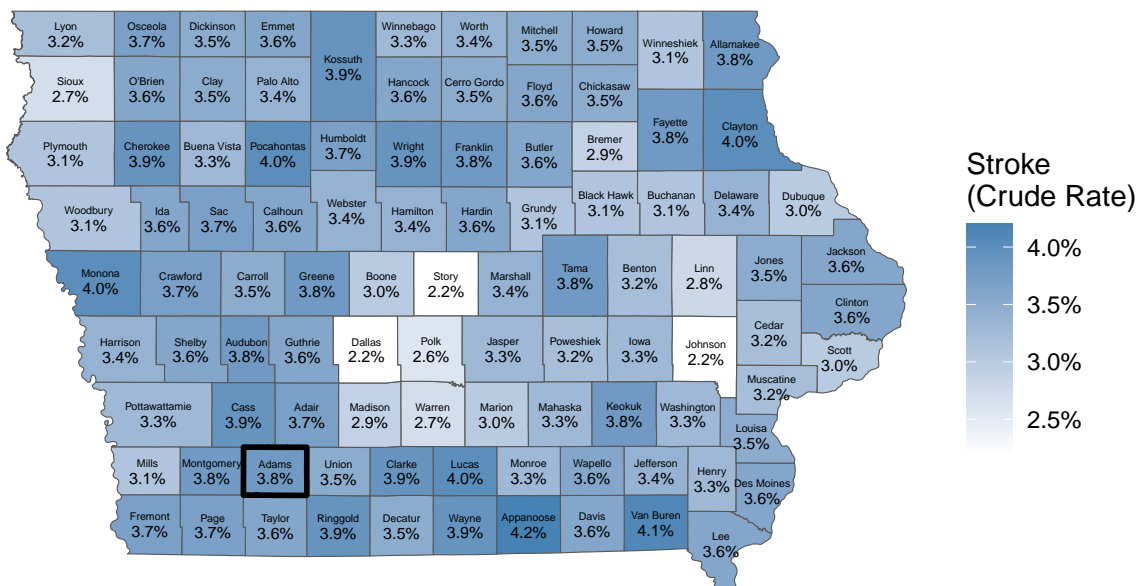 Lyon
3.2%
Osceola
3.7%
Dickinson
3.5%
Emmet
3.6%
Winnebago
3.3%
Worth
3.4%
Mitchell
3.5%
Howard
3.5%
Winneshiek
3.1%
Allamakee
3.8%
Kossuth
3.9%
Sioux
2.7%
O'Brien
3.6%
Clay
3.5%
Palo Alto
3.4%
Hancock
3.6%
Cerro Gordo
3.5%
Floyd
3.6%
Chickasaw
3.5%
Plymouth
3.1%
Cherokee
3.9%
Buena Vista
3.3%
Pocahontas
4.0%
Humboldt
3.7%
Wright
3.9%
Franklin
3.8%
Butler
3.6%
Bremer
2.9%
Fayette
3.8%
Clayton
4.0%
Woodbury
3.1%
Ida
3.6%
Sac
3.7%
Calhoun
3.6%
Webster
3.4%
Hamilton
3.4%
Hardin
3.6%
Grundy
3.1%
Black Hawk
3.1%
Buchanan
3.1%
Delaware
3.4%
Dubuque
3.0%
Monona
4.0%
Crawford
3.7%
Carroll
3.5%
Greene
3.8%
Boone
3.0%
Story
2.2%
Marshall
3.4%
Tama
3.8%
Benton
3.2%
Linn
2.8%
Jones
3.5%
Jackson
3.6%
Clinton
3.6%
Harrison
3.4%
Shelby
3.6%
Audubon
3.8%
Guthrie
3.6%
Dallas
2.2%
Polk
2.6%
Jasper
3.3%
Poweshiek
3.2%
Iowa
3.3%
Johnson
2.2%
Cedar
3.2%
Scott
3.0%
Muscatine
3.2%
Pottawattamie
3.3%
Cass
3.9%
Adair
3.7%
Madison
2.9%
Warren
2.7%
Marion
3.0%
Mahaska
3.3%
Keokuk
3.8%
Washington
3.3%
Louisa
3.5%
Mills
3.1%
Montgomery
3.8%
Adams
3.8%
Union
3.5%
Clarke
3.9%
Lucas
4.0%
Monroe
3.3%
Wapello
3.6%
Jefferson
3.4%
Henry
3.3%
Des Moines
3.6%
Fremont
3.7%
Page
3.7%
Taylor
3.6%
Ringgold
3.9%
Decatur
3.5%
Wayne
3.9%
Appanoose
4.2%
Davis
3.6%
Van Buren
4.1%
Lee
3.6%
Stroke
(Crude Rate)
4.0%
3.5%
3.0%
2.5%